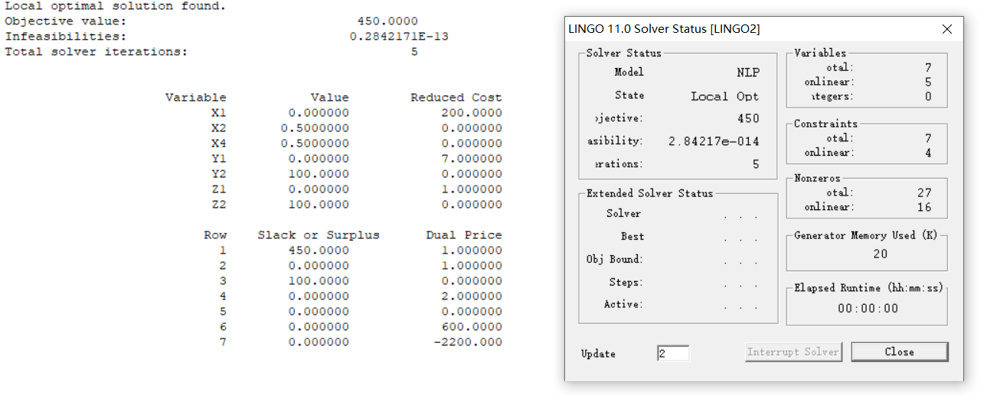 Local optimal solution found.
Objective value: 450.0000
Infeasibilities: 0.2842171E-13
Total solver iterations: 5
Variable Value Reduced Cost
X1 0.000000 200.0000
X2 0.5000000 0.000000
X4 0.5000000 0.000000
Y1 0.000000 7.000000
Y2 100.0000 0.000000
Z1 0.000000 1.000000
Z2 100.0000 0.000000
Row Slack or Surplus Dual Price
1 450.0000 1.000000
2 0.000000 1.000000
3 100.0000 0.000000
4 0.000000 2.000000
5 0.000000 0.000000
6 0.000000 600.0000
7 0.000000 -2200.000
LINGO 11.0 Solver Status [LINGO2]
Solver Status
Model NLP
State Local Opt
jective: 450
asibility: 2.84217e-014
erations: 5
Extended Solver Status
Solver . . .
Best . . .
Obj Bound: . . .
Steps: . . .
Active: . . .
Variables
otal: 7
onlinear: 5
tegers: 0
Constraints
otal: 7
onlinear: 4
Nonzeros
otal: 27
onlinear: 16
Generator Memory Used (K)
20
Elapsed Runtime (hh:mm:ss)
00:00:00
Update 2 Interrupt Solver Close